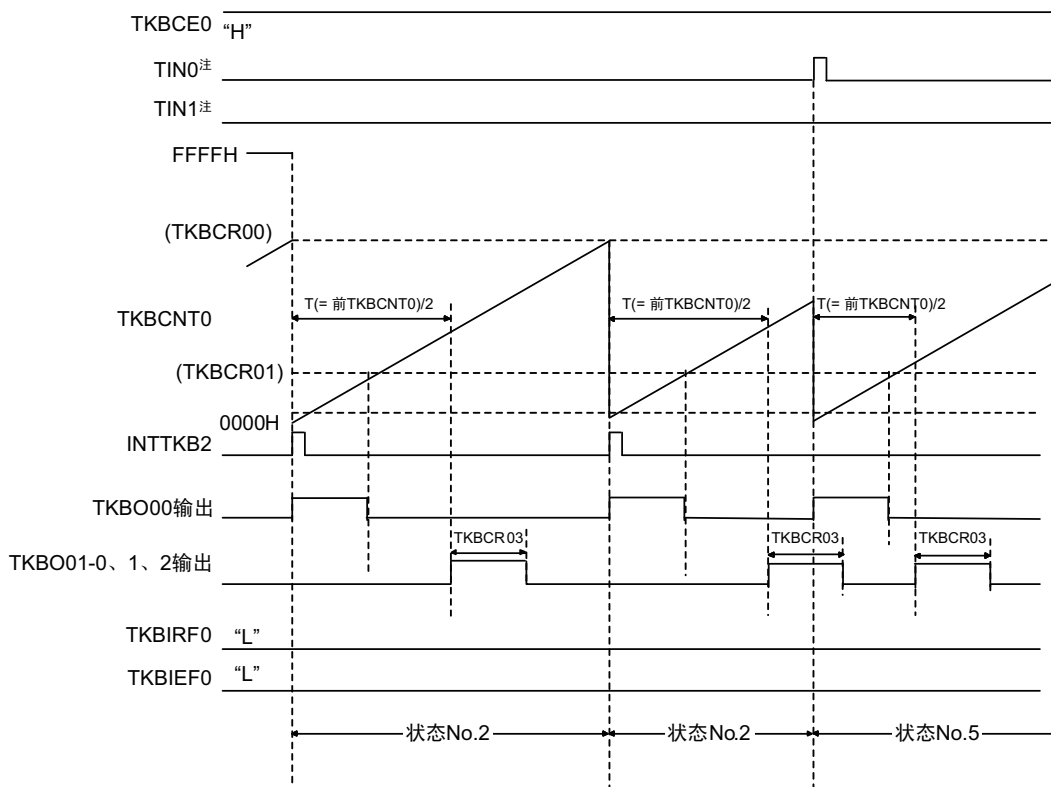 TKBCE0 “H”
TIN0注
TIN1注
FFFFH
(TKBCR00)
T(= 前TKBCNT0)/2 T(= 前TKBCNT0)/2 T(= 前TKBCNT0)/2
TKBCNT0
(TKBCR01)
0000H
INTTKB2
TKBO00输出
TKBCR03 TKBCR03 TKBCR03
TKBO01-0、1、2输出
TKBIRF0 “L”
TKBIEF0 “L”
状态No.2 状态No.2 状态No.5